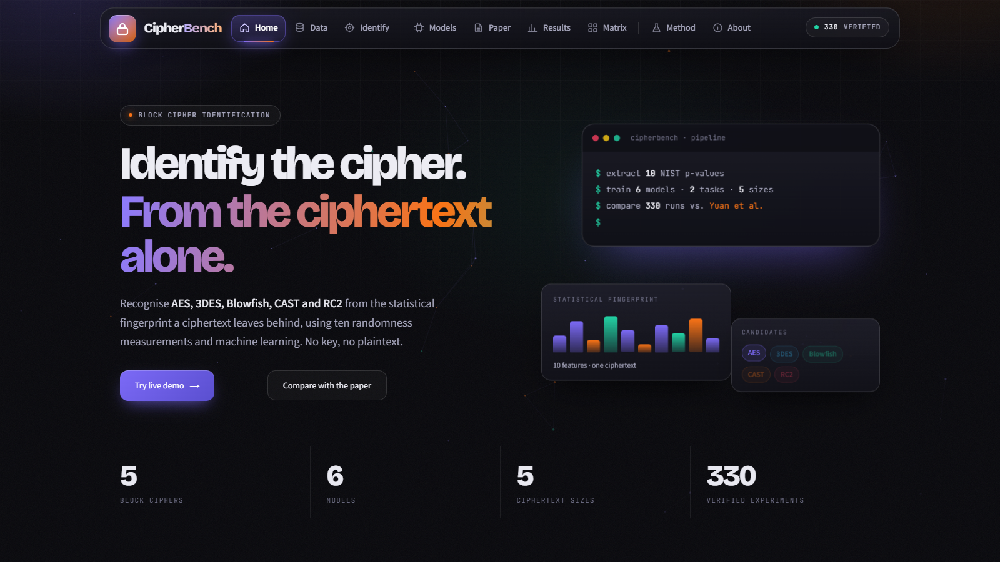 CipherBench
Home
Data
Identify
Models
Paper
Results
Matrix
Method
About
330 VERIFIED
BLOCK CIPHER IDENTIFICATION
Identify the cipher.
From the ciphertext
alone.
Recognise AES, 3DES, Blowfish, CAST and RC2 from the statistical
fingerprint a ciphertext leaves behind, using ten randomness
measurements and machine learning. No key, no plaintext.
Try live demo →
Compare with the paper
cipherbench · pipeline
$ extract 10 NIST p-values
$ train 6 models · 2 tasks · 5 sizes
$ compare 330 runs vs. Yuan et al.
$
STATISTICAL FINGERPRINT
10 features · one ciphertext
CANDIDATES
AES 3DES Blowfish
CAST RC2
5
BLOCK CIPHERS
6
MODELS
5
CIPHERTEXT SIZES
330
VERIFIED EXPERIMENTS